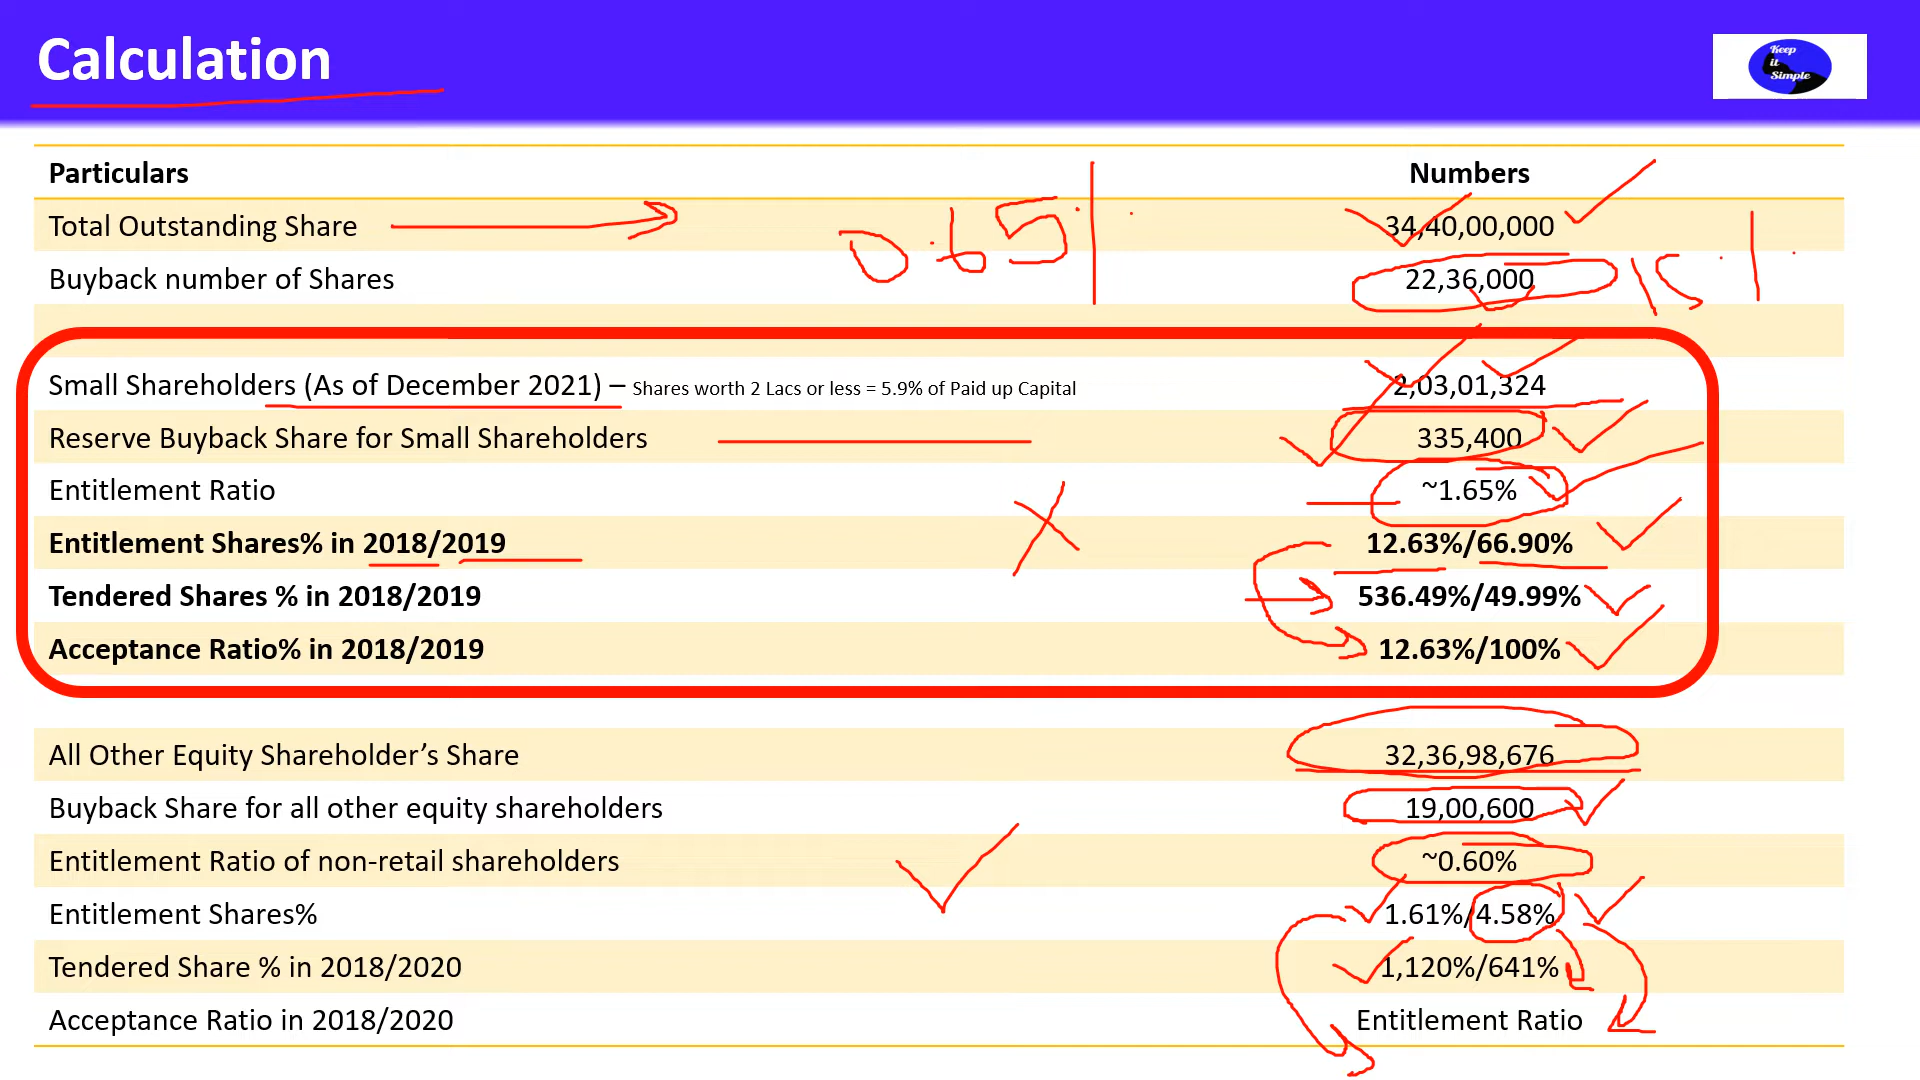 Calculation
Keep
it
Simple
Particulars Numbers
Total Outstanding Share 34,40,00,000
0.65%
Buyback number of Shares 22,36,000
15%
Small Shareholders (As of December 2021) – Shares worth 2 Lacs or less = 5.9% of Paid up Capital 2,03,01,324
Reserve Buyback Share for Small Shareholders 335,400
Entitlement Ratio ~1.65%
Entitlement Shares% in 2018/2019 12.63%/66.90%
Tendered Shares % in 2018/2019 536.49%/49.99%
Acceptance Ratio% in 2018/2019 12.63%/100%
All Other Equity Shareholder’s Share 32,36,98,676
Buyback Share for all other equity shareholders 19,00,600
Entitlement Ratio of non-retail shareholders ~0.60%
Entitlement Shares% 1.61%/4.58%
Tendered Share % in 2018/2020 1,120%/641%
Acceptance Ratio in 2018/2020 Entitlement Ratio